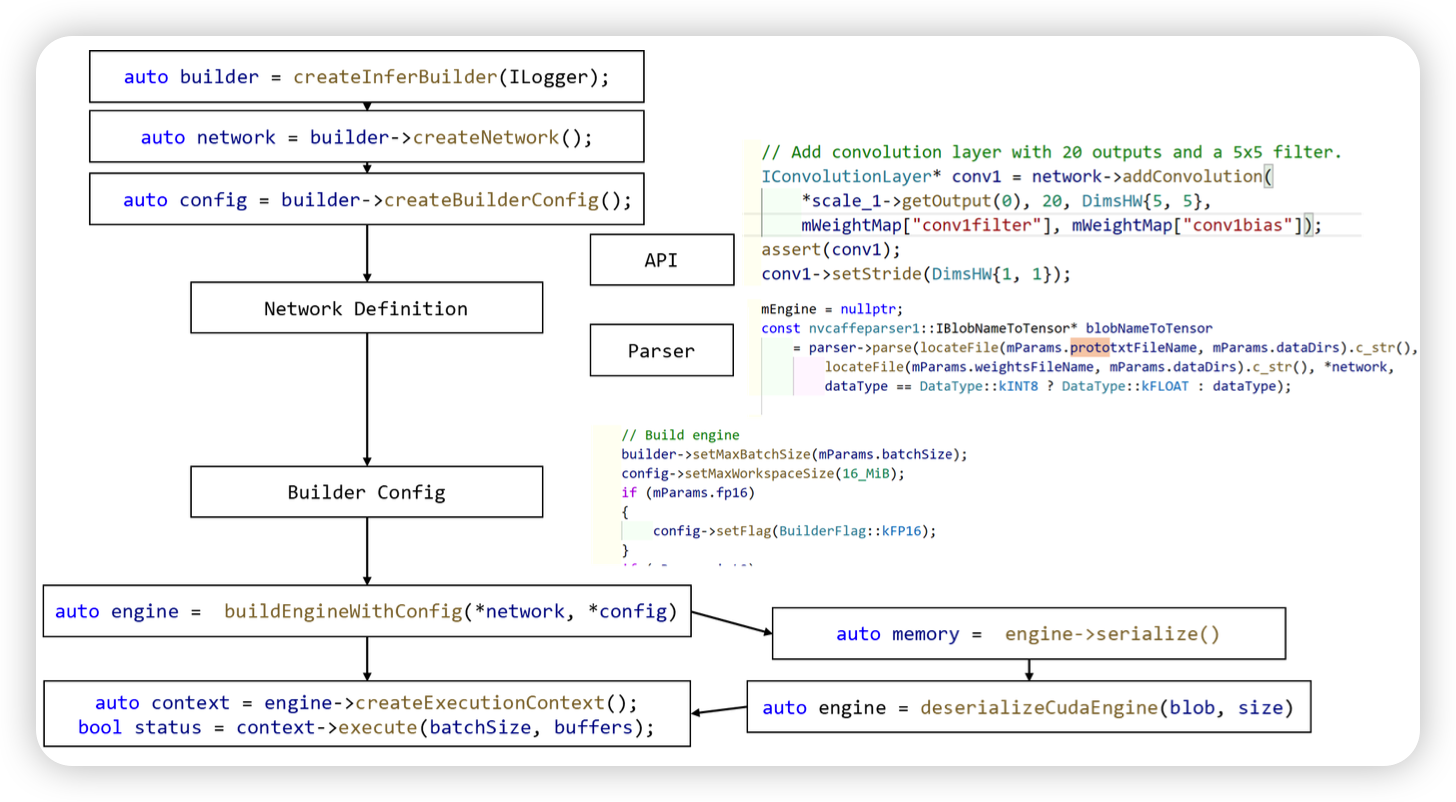 auto builder = createInferBuilder(ILogger);
auto network = builder->createNetwork();
auto config = builder->createBuilderConfig();
Network Definition
API
// Add convolution layer with 20 outputs and a 5x5 filter.
IConvolutionLayer* conv1 = network->addConvolution(
*scale_1->getOutput(0), 20, DimsHW{5, 5},
mWeightMap["conv1filter"], mWeightMap["conv1bias"]);
assert(conv1);
conv1->setStride(DimsHW{1, 1});
Parser
mEngine = nullptr;
const nvcaffeparser1::IBlobNameToTensor* blobNameToTensor
= parser->parse(locateFile(mParams.prototxtFileName, mParams.dataDirs).c_str(),
locateFile(mParams.weightsFileName, mParams.dataDirs).c_str(), *network,
dataType == DataType::kINT8 ? DataType::kFLOAT : dataType);
Builder Config
// Build engine
builder->setMaxBatchSize(mParams.batchSize);
config->setMaxWorkspaceSize(16_MiB);
if (mParams.fp16)
{
config->setFlag(BuilderFlag::kFP16);
}
auto engine = buildEngineWithConfig(*network, *config)
auto memory = engine->serialize()
auto context = engine->createExecutionContext();
bool status = context->execute(batchSize, buffers);
auto engine = deserializeCudaEngine(blob, size)